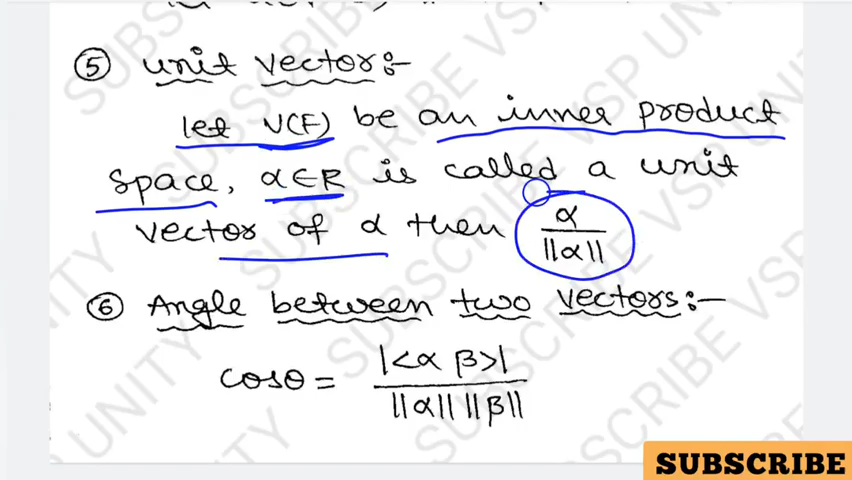 ⑤ unit vector:-
let V(F) be an inner product
space, α∈R is called a unit
vector of α then α/||α||
⑥ Angle between two vectors:-
cosθ = |<α β>| / ||α|| ||β||
SUBSCRIBE